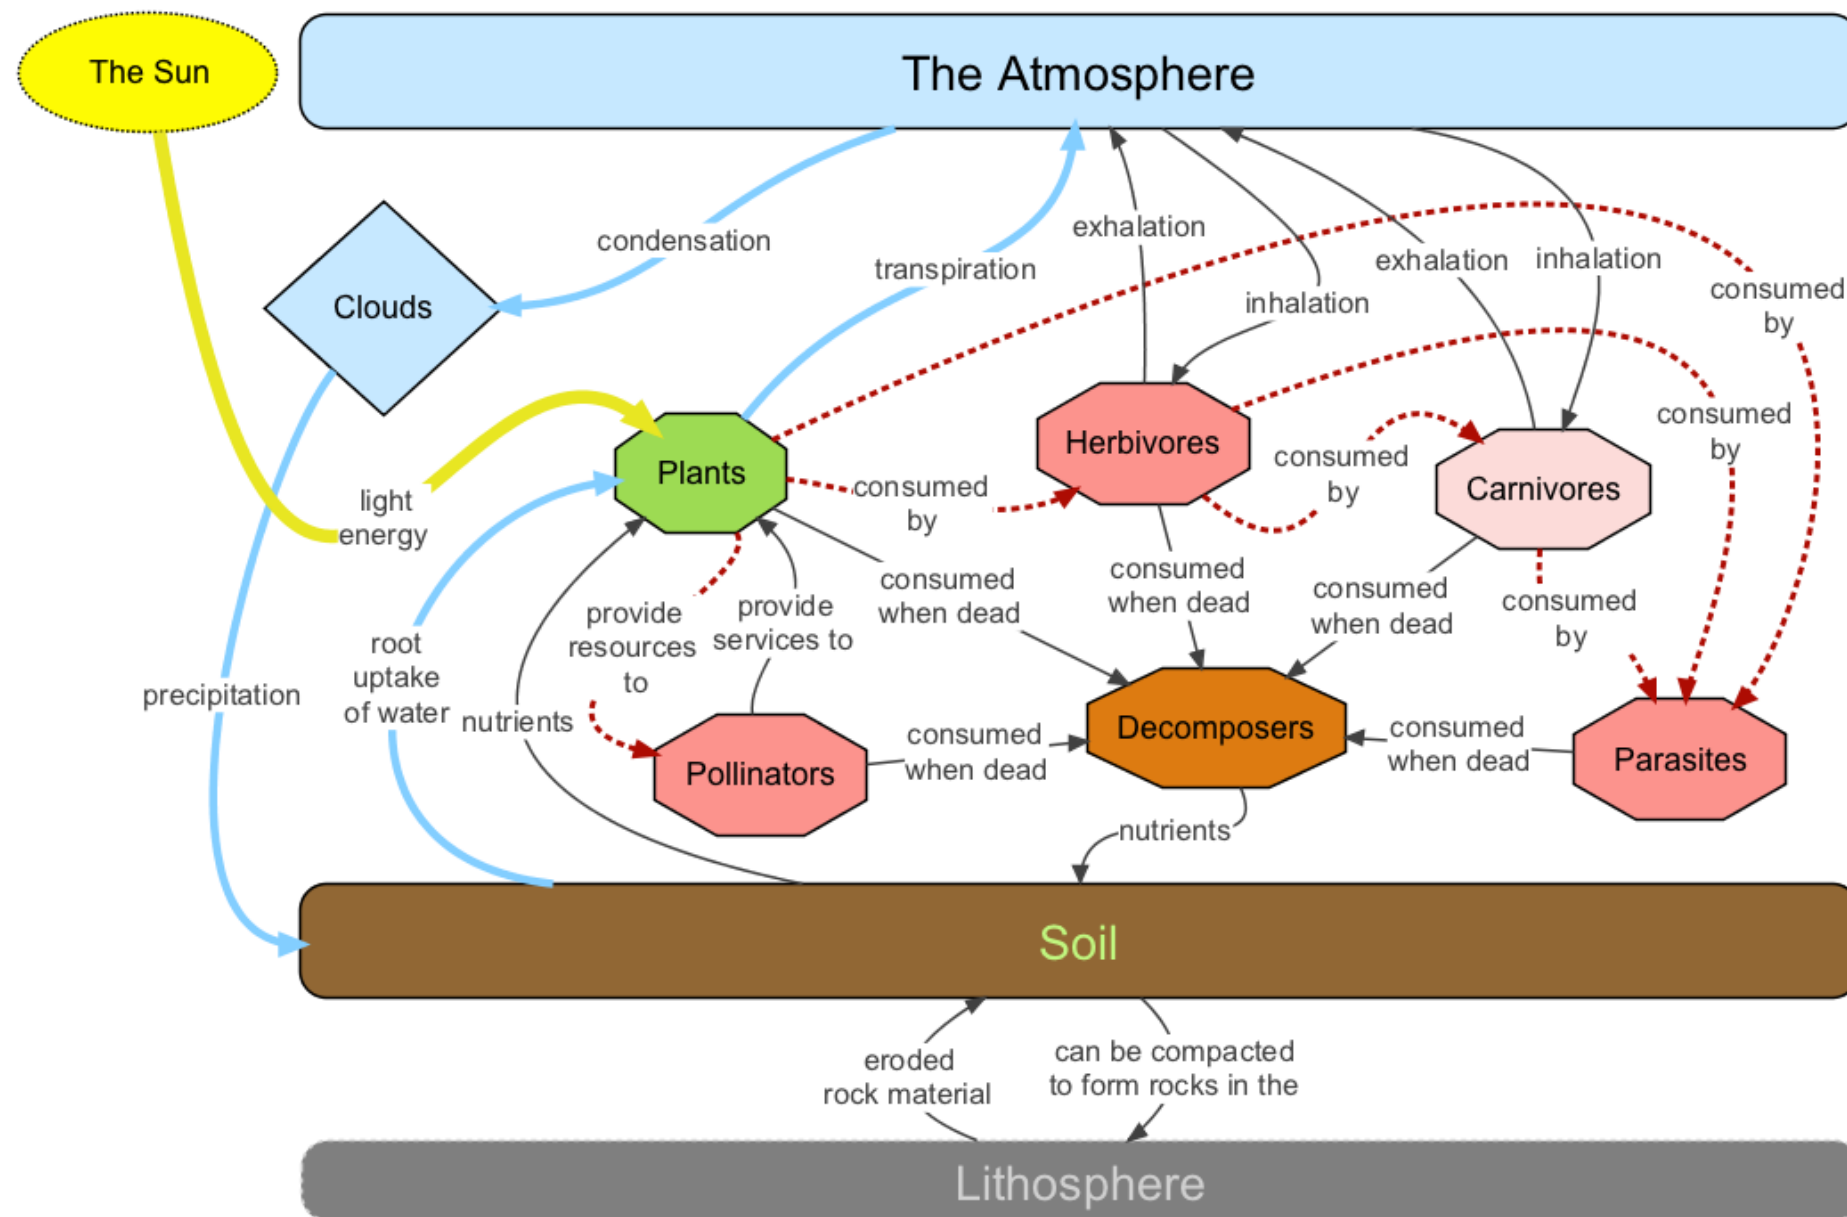 The Sun
The Atmosphere
condensation
transpiration
exhalation
inhalation
exhalation
inhalation
consumed
by
Clouds
light
energy
Plants
consumed
by
Herbivores
consumed
by
Carnivores
consumed
by
precipitation
root
uptake
of water
nutrients
provide
resources
to
provide
services to
consumed
when dead
consumed
when dead
consumed
when dead
consumed
by
Pollinators
consumed
when dead
Decomposers
consumed
when dead
Parasites
nutrients
Soil
eroded
rock material
can be compacted
to form rocks in the
Lithosphere